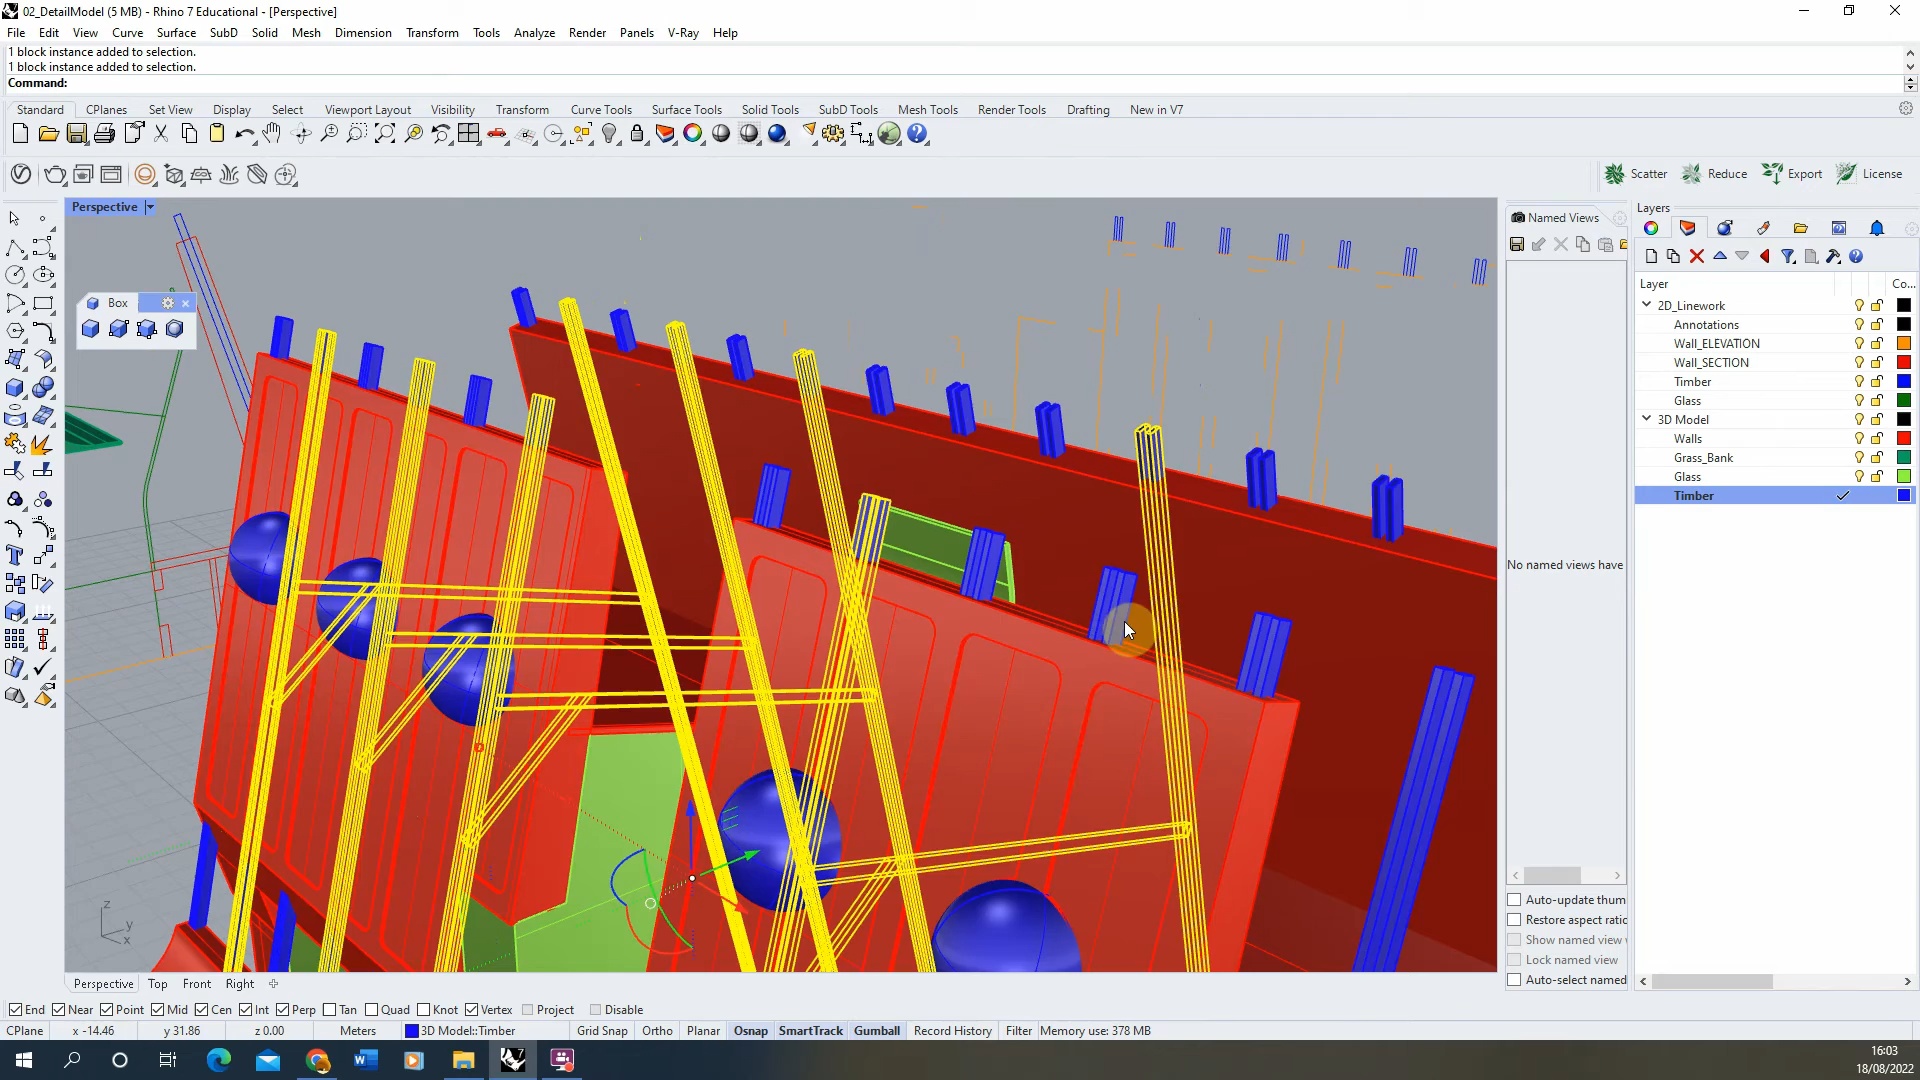 02_DetailModel (5 MB) - Rhino 7 Educational - [Perspective]
File Edit View Curve Surface SubD Solid Mesh Dimension Transform Tools Analyze Render Panels V-Ray Help
1 block instance added to selection.
1 block instance added to selection.
Command:
Standard CPlanes Set View Display Select Viewport Layout Visibility Transform Curve Tools Surface Tools Solid Tools SubD Tools Mesh Tools Render Tools Drafting New in V7
Scatter Reduce Export License
Perspective
Box
Named Views
No named views have
Auto-update thum
Restore aspect ratio
Show named view
Lock named view
Auto-select named
Layers
Layer Co...
2D_Linework
Annotations
Wall_ELEVATION
Wall_SECTION
Timber
Glass
3D Model
Walls
Grass_Bank
Glass
Timber
z
y
x
Perspective Top Front Right
End Near Point Mid Cen Int Perp Tan Quad Knot Vertex Project Disable
CPlane x -14.46 y 31.86 z 0.00 Meters 3D Model::Timber Grid Snap Ortho Planar Osnap SmartTrack Gumball Record History Filter Memory use: 378 MB
16:03
18/08/2022